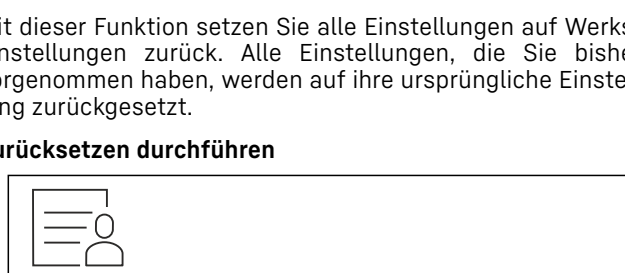 it dieser Funktion setzen Sie alle Einstellungen auf Werks
nstellungen zurück. Alle Einstellungen, die Sie bishe
orgenommen haben, werden auf ihre ursprüngliche Einste
ng zurückgesetzt.
urücksetzen durchführen